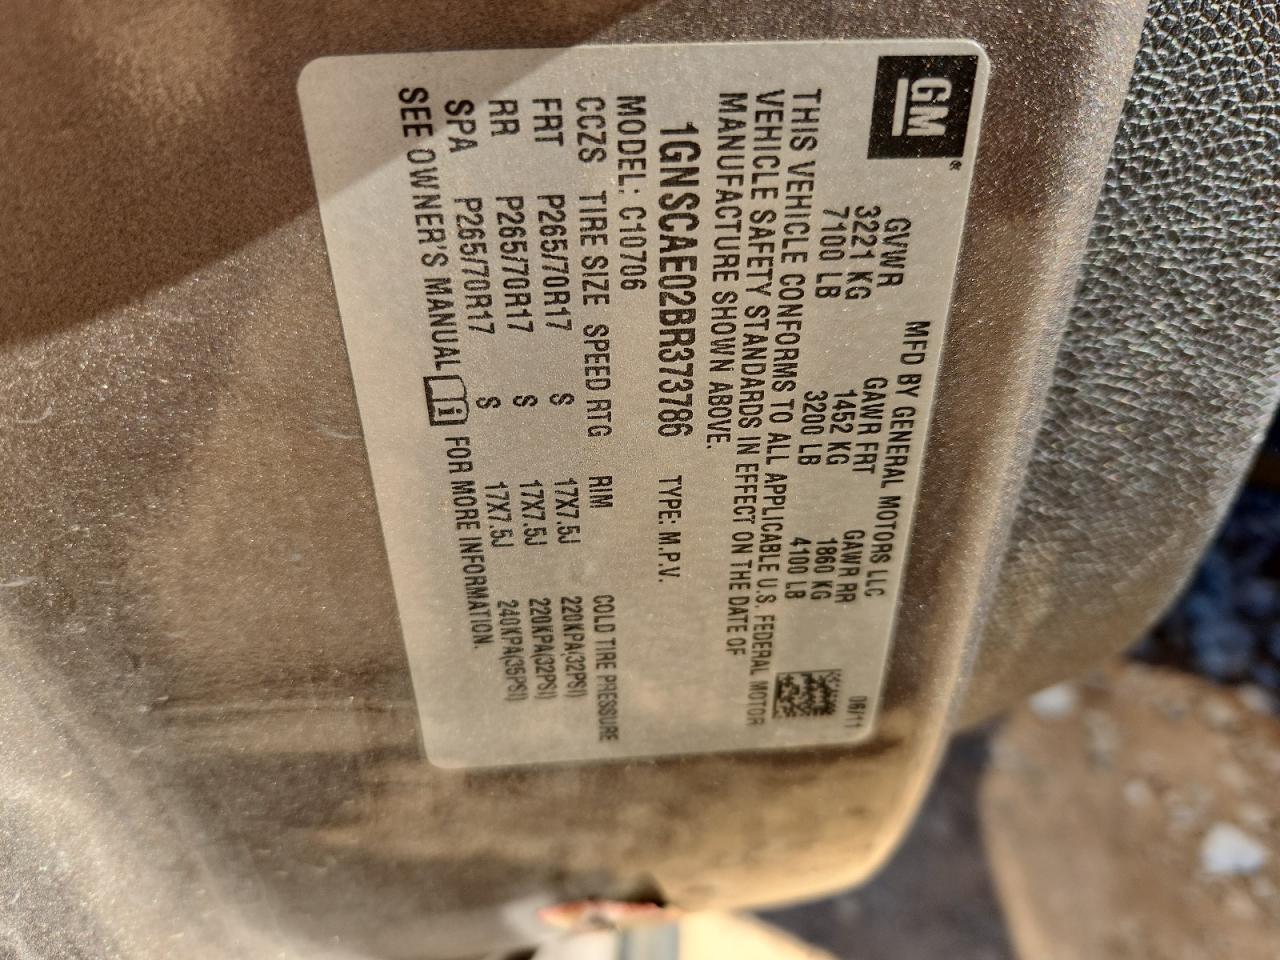 GM®
MFD BY GENERAL MOTORS LLC 06/11
GVWR GAWR FRT GAWR RR
3221 KG 1452 KG 1860 KG
7100 LB 3200 LB 4100 LB
THIS VEHICLE CONFORMS TO ALL APPLICABLE U.S. FEDERAL MOTOR
VEHICLE SAFETY STANDARDS IN EFFECT ON THE DATE OF
MANUFACTURE SHOWN ABOVE.
1GNSCAE02BR373786 TYPE: M.P.V.
MODEL: C10706
CCZS TIRE SIZE SPEED RTG RIM COLD TIRE PRESSURE
FRT P265/70R17 S 17X7.5J 220KPA(32PSI)
RR P265/70R17 S 17X7.5J 220KPA(32PSI)
SPA P265/70R17 S 17X7.5J 240KPA(35PSI)
SEE OWNER'S MANUAL FOR MORE INFORMATION.